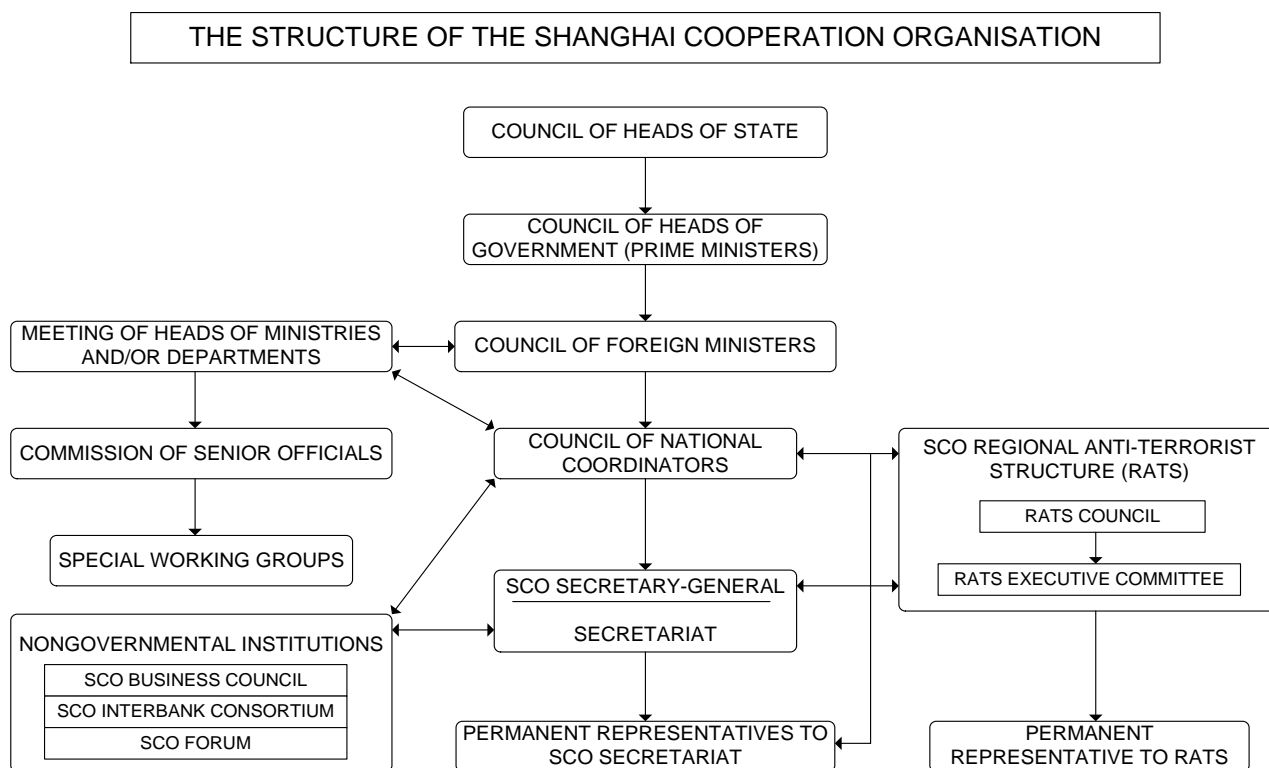 THE STRUCTURE OF THE SHANGHAI COOPERATION ORGANISATION
COUNCIL OF HEADS OF STATE
COUNCIL OF HEADS OF
GOVERNMENT (PRIME MINISTERS)
MEETING OF HEADS OF MINISTRIES
AND/OR DEPARTMENTS
COUNCIL OF FOREIGN MINISTERS
COMMISSION OF SENIOR OFFICIALS
COUNCIL OF NATIONAL
COORDINATORS
SCO REGIONAL ANTI-TERRORIST
STRUCTURE (RATS)
RATS COUNCIL
RATS EXECUTIVE COMMITTEE
SPECIAL WORKING GROUPS
SCO SECRETARY-GENERAL
SECRETARIAT
NONGOVERNMENTAL INSTITUTIONS
SCO BUSINESS COUNCIL
SCO INTERBANK CONSORTIUM
SCO FORUM
PERMANENT REPRESENTATIVES TO
SCO SECRETARIAT
PERMANENT
REPRESENTATIVE TO RATS